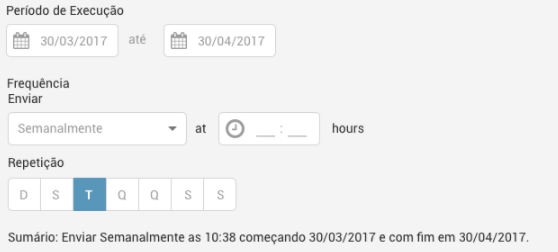 Período de Execução
30/03/2017 até 30/04/2017
Frequência
Enviar
Semanalmente at __ : __ hours
Repetição
D S T Q Q S S
Sumário: Enviar Semanalmente as 10:38 começando 30/03/2017 e com fim em 30/04/2017.